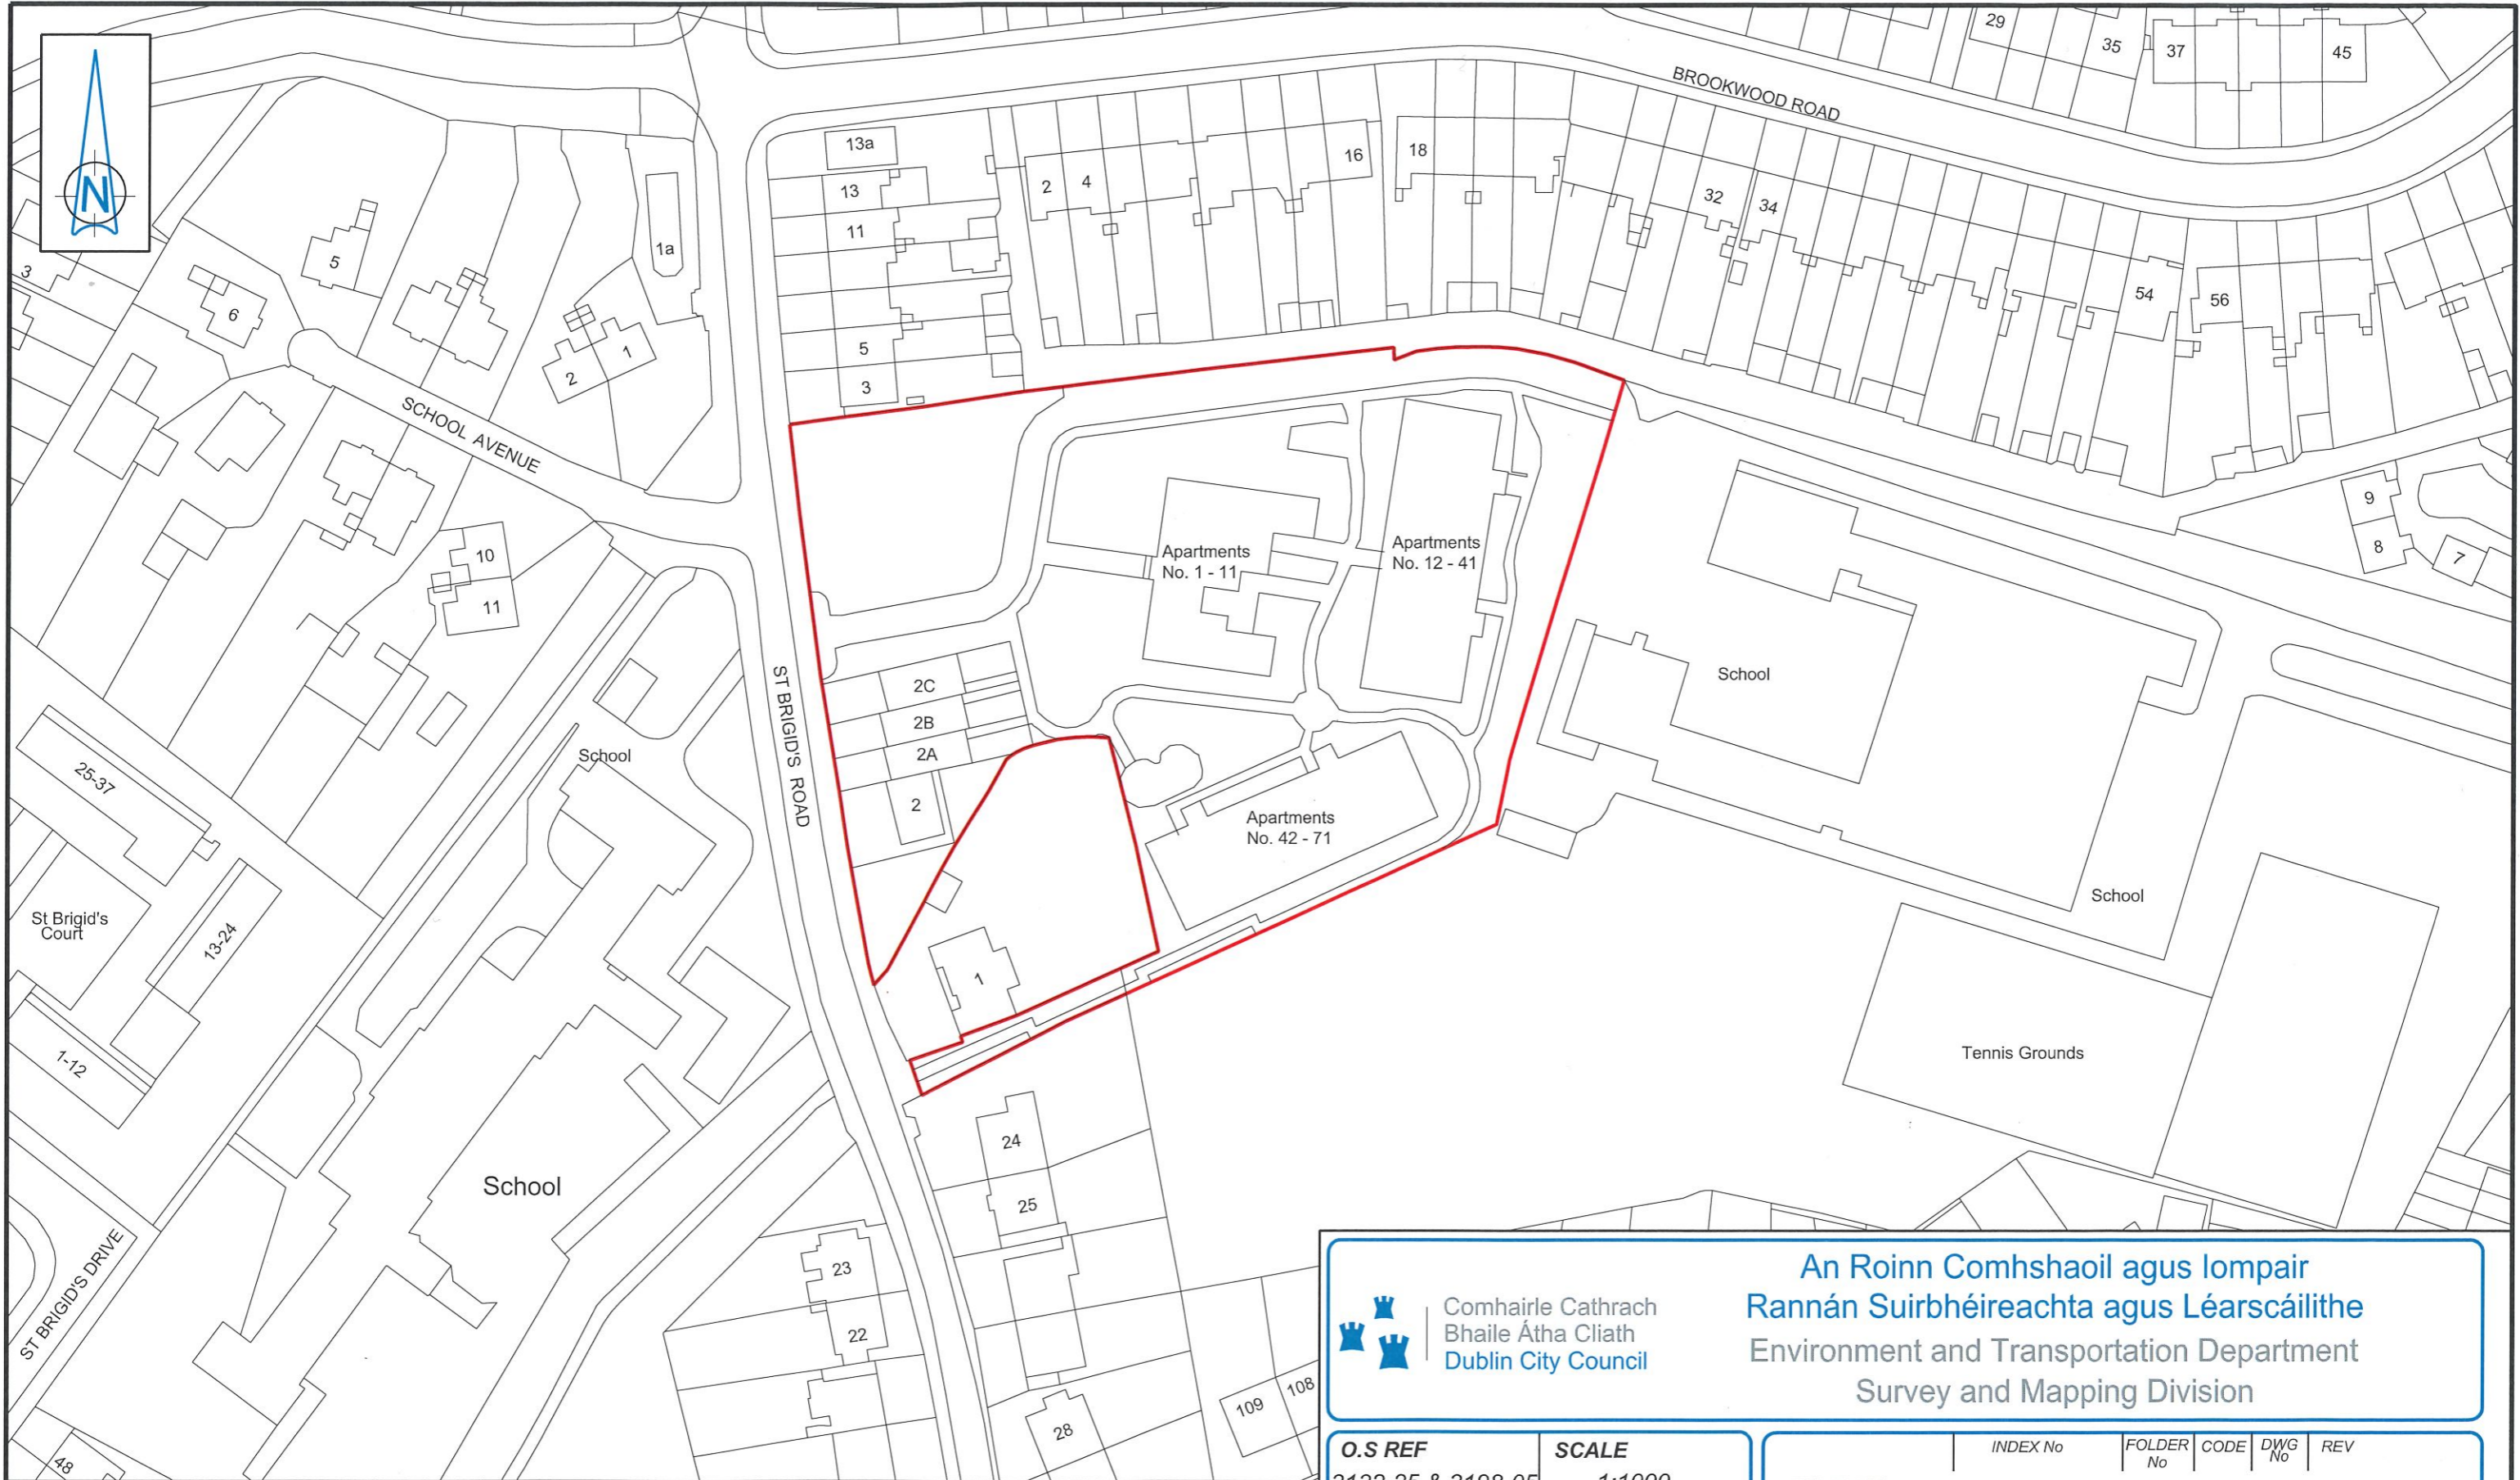 29
35
37
45
BROOKWOOD ROAD
13a
13
11
5
3
2
4
16
18
32
34
54
56
N
3
5
6
1a
1
2
SCHOOL AVENUE
9
8
7
10
11
Apartments
No. 1 - 11
Apartments
No. 12 - 41
School
2C
2B
2A
2
ST BRIGID'S ROAD
School
25-37
Apartments
No. 42 - 71
School
St Brigid's
Court
13-24
1
1-12
Tennis Grounds
24
25
School
ST BRIGID'S DRIVE
23
22
28
109
108
48
An Roinn Comhshaoil agus Iompair
Rannán Suirbhéireachta agus Léarscáilithe
Environment and Transportation Department
Survey and Mapping Division
Comhairle Cathrach
Bhaile Átha Cliath
Dublin City Council
O.S REF
SCALE
1:1000
INDEX No
FOLDER No
CODE
DWG No
REV